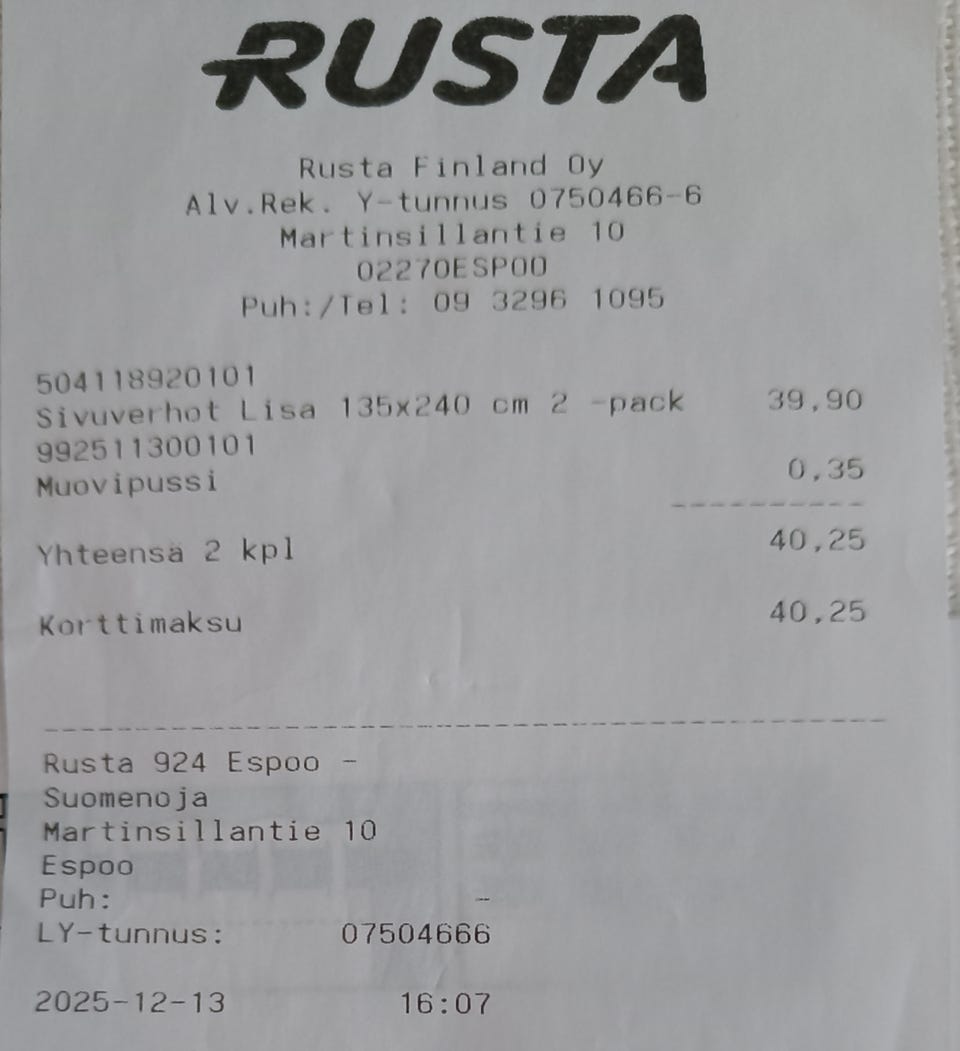 RUSTA
Rusta Finland Oy
Alv.Rek. Y-tunnus 0750466-6
Martinsillantie 10
02270ESPOO
Puh:/Tel: 09 3296 1095
504118920101
Sivuverhot Lisa 135x240 cm 2 -pack 39,90
992511300101
Muovipussi 0,35
----------
Yhteensä 2 kpl 40,25
Korttimaksu 40,25
--------------------------------------------
Rusta 924 Espoo -
Suomenoja
Martinsillantie 10
Espoo
Puh: -
LY-tunnus: 07504666
2025-12-13 16:07